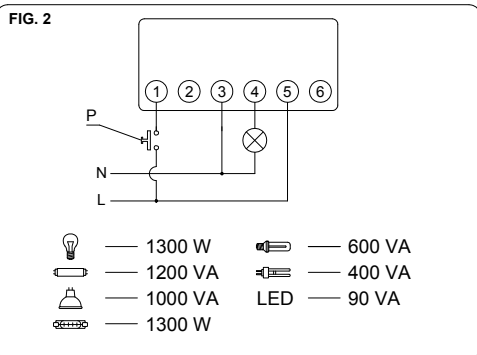 FIG. 2
1 2 3 4 5 6
P
N
L
1300 W
600 VA
1200 VA
400 VA
1000 VA
LED
90 VA
1300 W